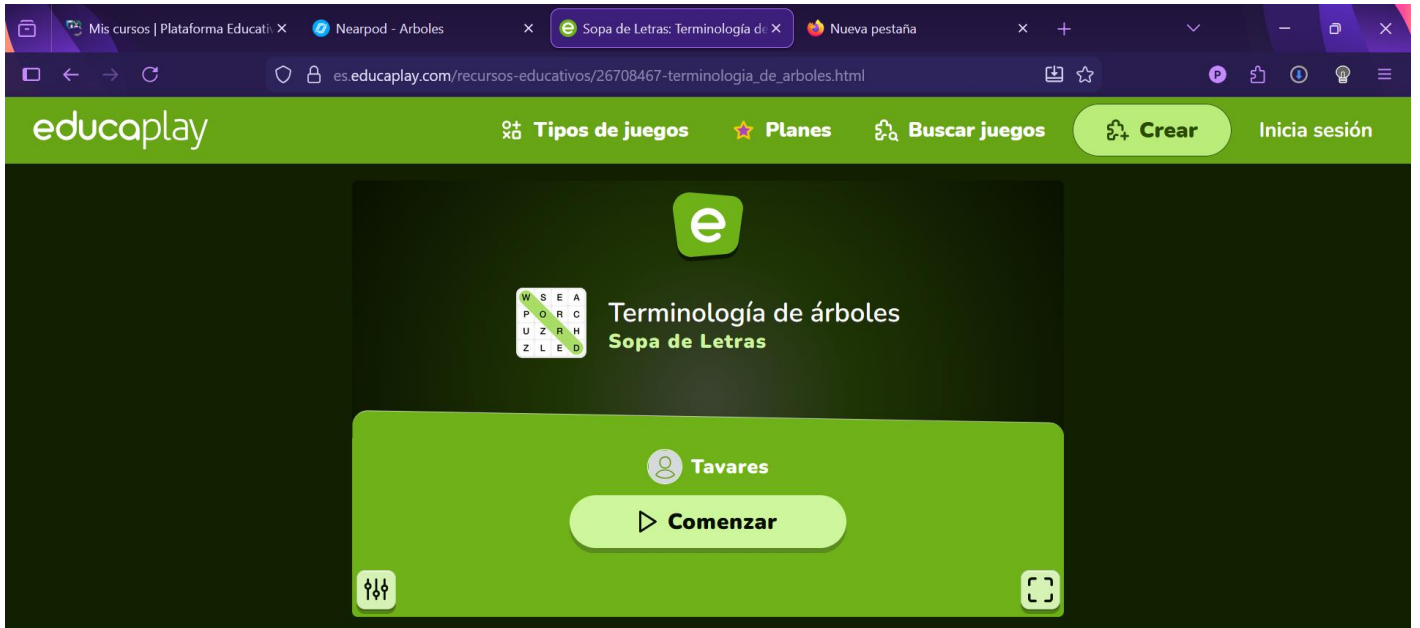 Mis cursos | Plataforma Educativ
Nearpod - Arboles
Sopa de Letras: Terminología de
Nueva pestaña
es.educaplay.com/recursos-educativos/26708467-terminologia_de_arboles.html
P
educaplay
Tipos de juegos
Planes
Buscar juegos
Crear
Inicia sesión
e
W S E A
P O R C
U Z R H
Z L E D
Terminología de árboles
Sopa de Letras
Tavares
Comenzar